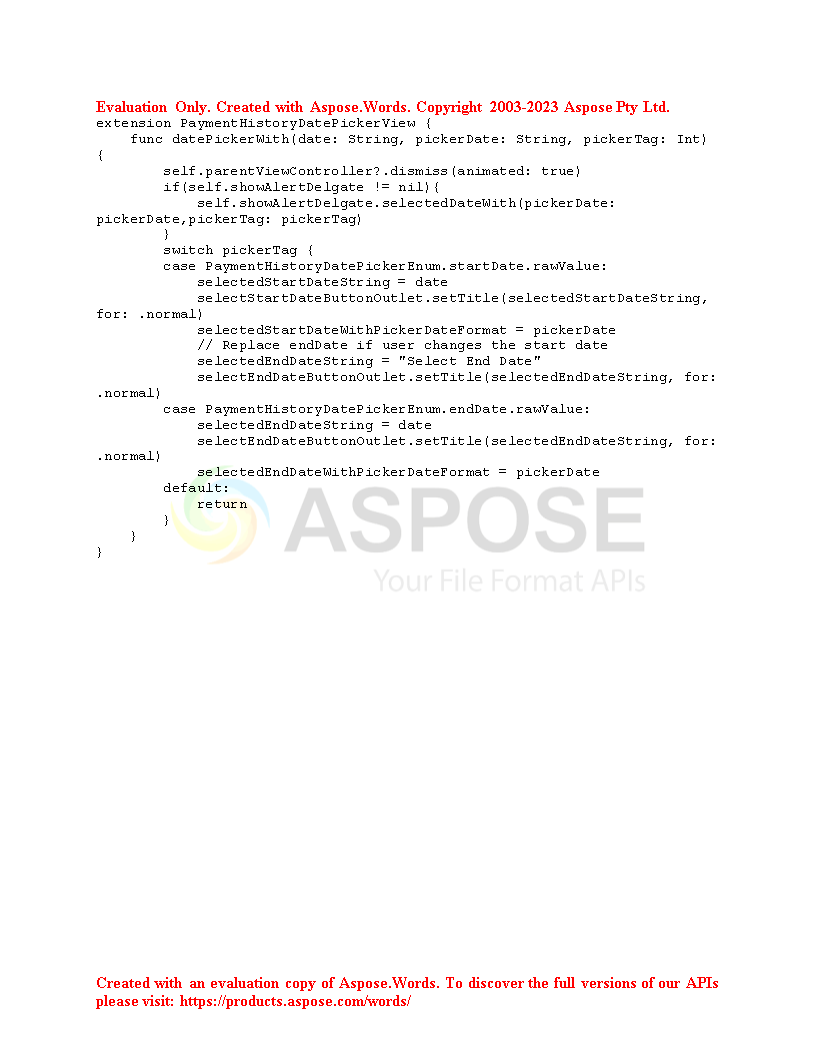 Evaluation Only. Created with Aspose.Words. Copyright 2003-2023 Aspose Pty Ltd.
extension PaymentHistoryDatePickerView {
    func datePickerWith(date: String, pickerDate: String, pickerTag: Int)
{
        self.parentViewController?.dismiss(animated: true)
        if(self.showAlertDelgate != nil){
            self.showAlertDelgate.selectedDateWith(pickerDate:
pickerDate,pickerTag: pickerTag)
        }
        switch pickerTag {
        case PaymentHistoryDatePickerEnum.startDate.rawValue:
            selectedStartDateString = date
            selectStartDateButtonOutlet.setTitle(selectedStartDateString,
for: .normal)
            selectedStartDateWithPickerDateFormat = pickerDate
            // Replace endDate if user changes the start date
            selectedEndDateString = "Select End Date"
            selectEndDateButtonOutlet.setTitle(selectedEndDateString, for:
.normal)
        case PaymentHistoryDatePickerEnum.endDate.rawValue:
            selectedEndDateString = date
            selectEndDateButtonOutlet.setTitle(selectedEndDateString, for:
.normal)
            selectedEndDateWithPickerDateFormat = pickerDate
        default:
            return
        }
    }
}
ASPOSE
Your File Format APIs
Created with an evaluation copy of Aspose.Words. To discover the full versions of our APIs
please visit: https://products.aspose.com/words/